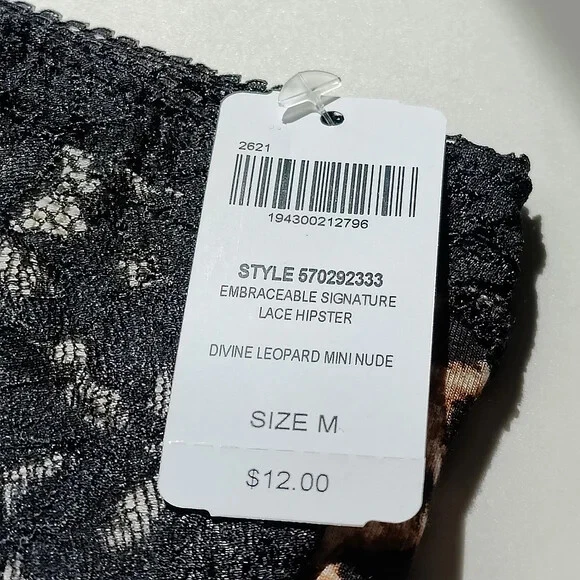 2621
194300212796
STYLE 570292333
EMBRACEABLE SIGNATURE
LACE HIPSTER
DIVINE LEOPARD MINI NUDE
SIZE M
$12.00